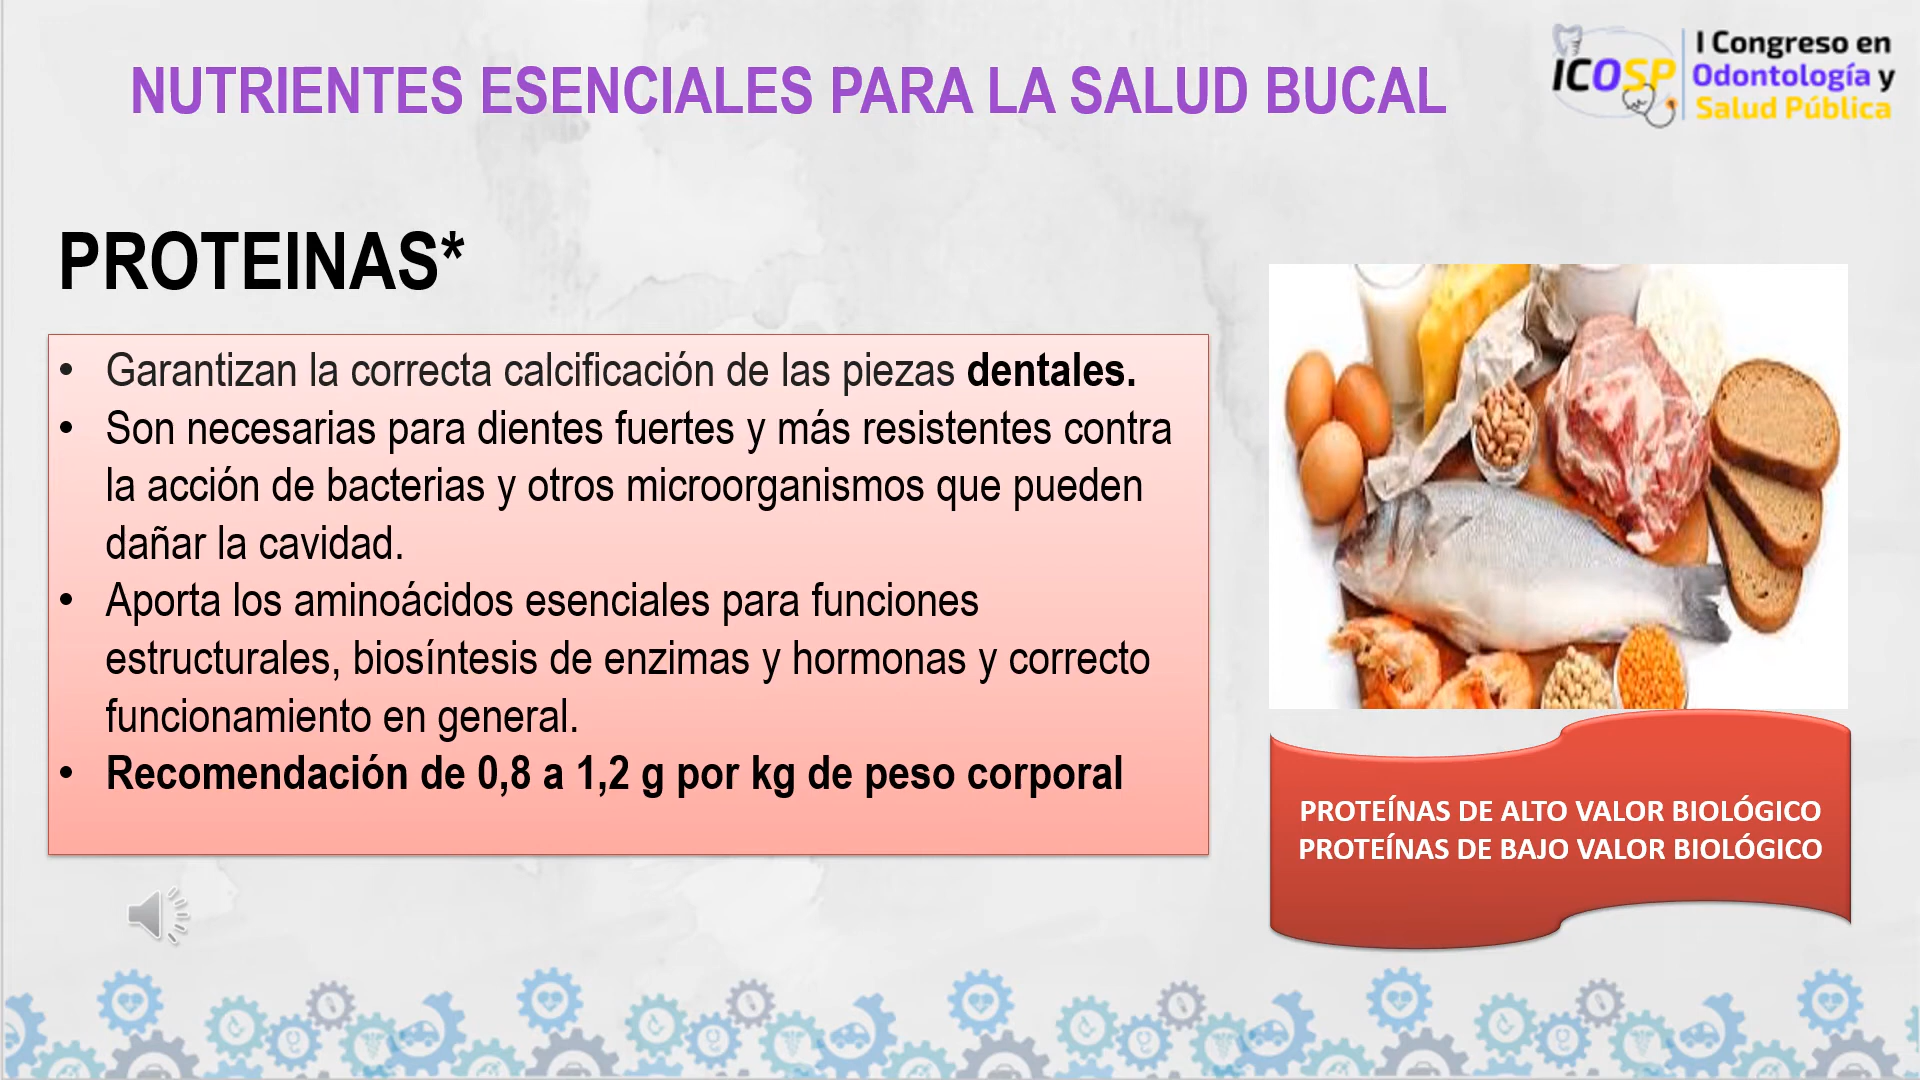 NUTRIENTES ESENCIALES PARA LA SALUD BUCAL
ICOSP
I Congreso en
Odontología y
Salud Pública
PROTEINAS*
• Garantizan la correcta calcificación de las piezas dentales.
• Son necesarias para dientes fuertes y más resistentes contra
la acción de bacterias y otros microorganismos que pueden
dañar la cavidad.
• Aporta los aminoácidos esenciales para funciones
estructurales, biosíntesis de enzimas y hormonas y correcto
funcionamiento en general.
• Recomendación de 0,8 a 1,2 g por kg de peso corporal
PROTEÍNAS DE ALTO VALOR BIOLÓGICO
PROTEÍNAS DE BAJO VALOR BIOLÓGICO